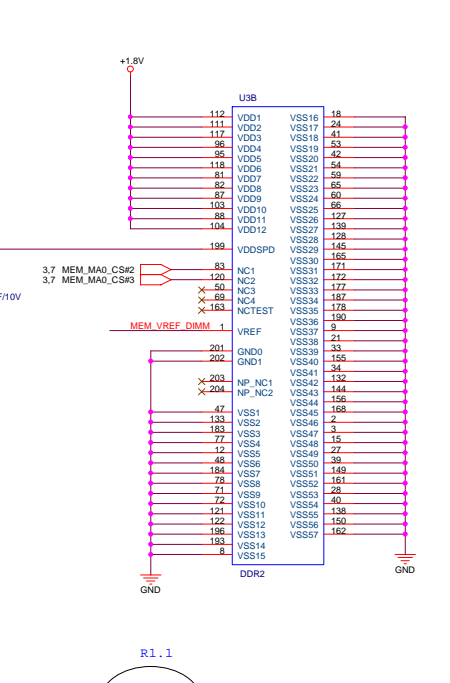 +1.8V
U3B
112 VDD1 VSS16 18
111 VDD2 VSS17 24
117 VDD3 VSS18 41
96 VDD4 VSS19 53
95 VDD5 VSS20 42
118 VDD6 VSS21 54
81 VDD7 VSS22 59
82 VDD8 VSS23 65
87 VDD9 VSS24 60
103 VDD10 VSS25 66
88 VDD11 VSS26 127
104 VDD12 VSS27 139
VSS28 128
199 VDDSPD VSS29 145
VSS30 165
3,7 MEM_MA0_CS#2 83 NC1 VSS31 171
3,7 MEM_MA0_CS#3 120 NC2 VSS32 172
50 NC3 VSS33 177
F/10V 69 NC4 VSS34 187
163 NCTEST VSS35 178
VSS36 190
MEM_VREF_DIMM 1 VREF VSS37 9
VSS38 21
201 GND0 VSS39 33
202 GND1 VSS40 155
VSS41 34
203 NP_NC1 VSS42 132
204 NP_NC2 VSS43 144
VSS44 156
47 VSS1 VSS45 168
133 VSS2 VSS46 2
183 VSS3 VSS47 3
77 VSS4 VSS48 15
12 VSS5 VSS49 27
48 VSS6 VSS50 39
184 VSS7 VSS51 149
78 VSS8 VSS52 161
71 VSS9 VSS53 28
72 VSS10 VSS54 40
121 VSS11 VSS55 138
122 VSS12 VSS56 150
196 VSS13 VSS57 162
193 VSS14
8 VSS15
GND
DDR2
GND
R1.1